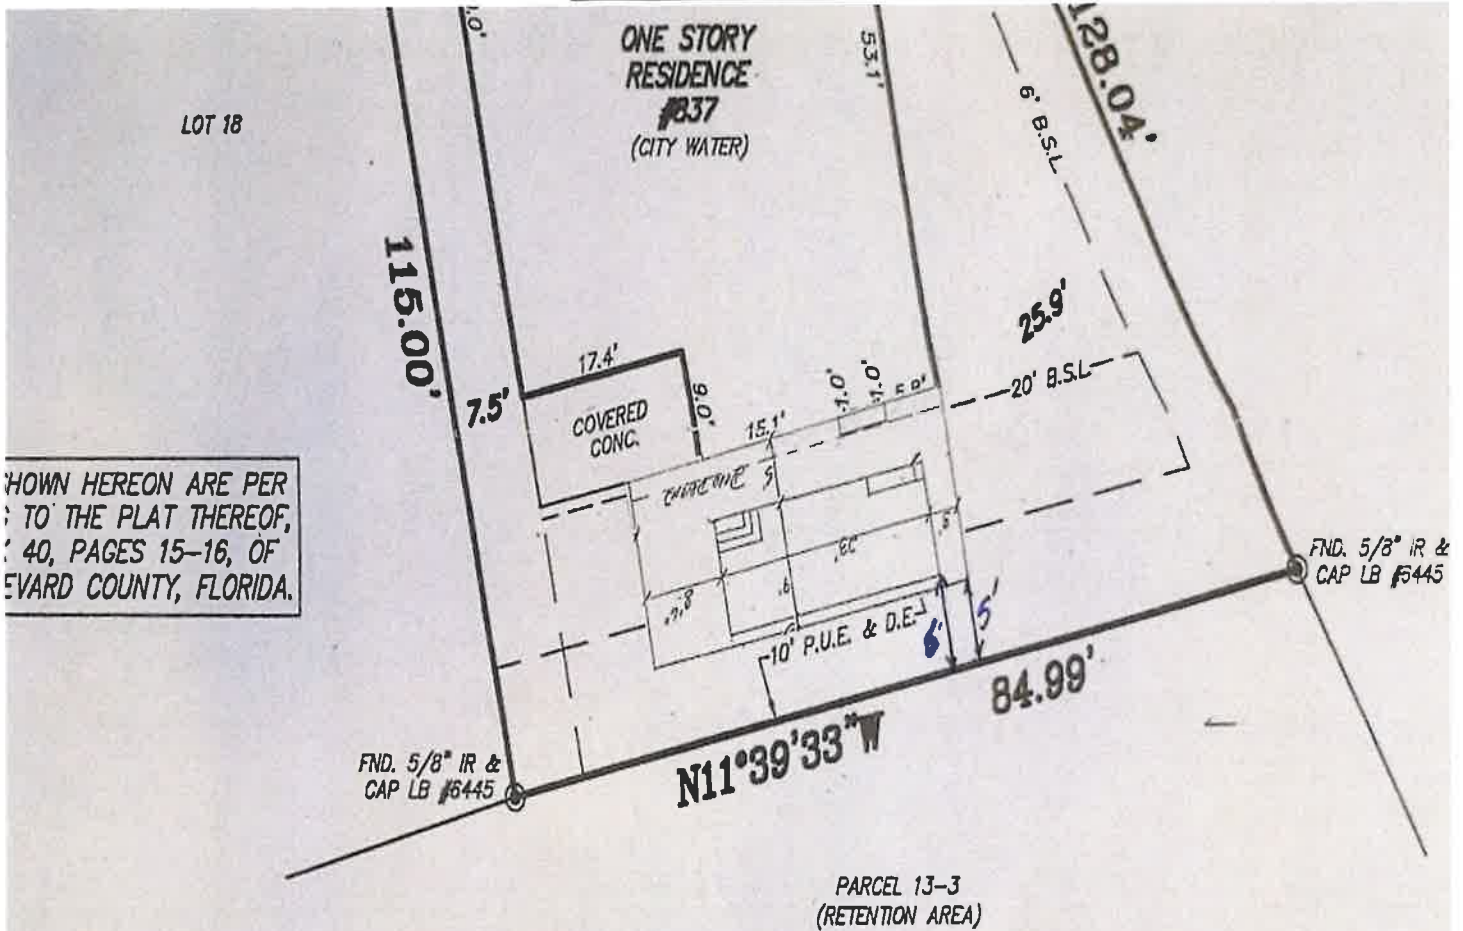 .0'
53.1'
128.04'
ONE STORY
RESIDENCE
#837
(CITY WATER)
LOT 18
6' B.S.L.
115.00'
25.9'
17.4'
7.5'
9.0'
COVERED
CONC.
15.1'
1.0'
1.0'
20' B.S.L.
SHOWN HEREON ARE PER
TO THE PLAT THEREOF,
40, PAGES 15-16, OF
EVARD COUNTY, FLORIDA.
23'
9'
10' P.U.E. & D.E.
6'
5'
FND. 5/8" IR &
CAP LB #6445
84.99'
N11°39'33"W
FND. 5/8" IR &
CAP LB #6445
PARCEL 13-3
(RETENTION AREA)